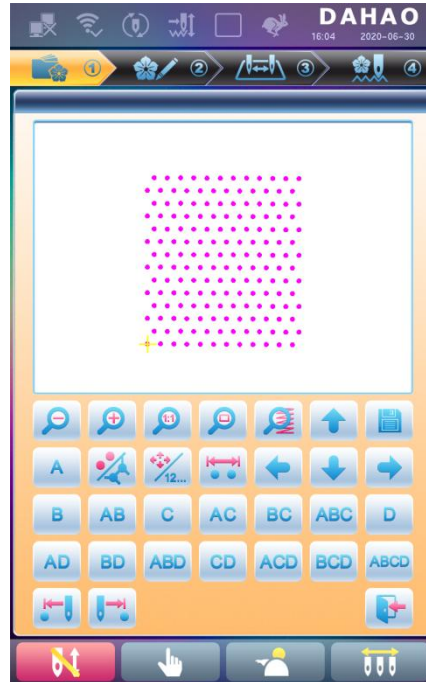 DAHAO
16:04 2020-06-30
① ② ③ ④
1:1
A 12...
B AB C AC BC ABC D
AD BD ABD CD ACD BCD ABCD